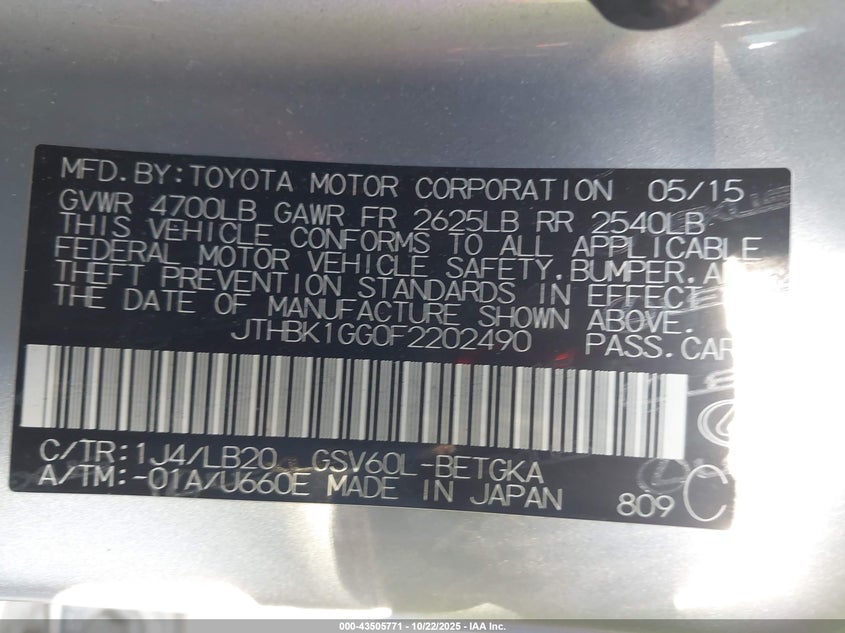 MFD.BY:TOYOTA MOTOR CORPORATION 05/15
GVWR 4700LB GAWR FR 2625LB RR 2540LB
THIS VEHICLE CONFORMS TO ALL APPLICABLE
FEDERAL MOTOR VEHICLE SAFETY,BUMPER,
THEFT PREVENTION STANDARDS IN EFFECT
THE DATE OF MANUFACTURE SHOWN ABOVE.
JTHBK1GG0F2202490 PASS.CAR
C/TR:1J4/LB20 GSV60L-BETGKA
A/TM:-01A/U660E MADE IN JAPAN 809 C
000-43505771 - 10/22/2025 - IAA Inc.